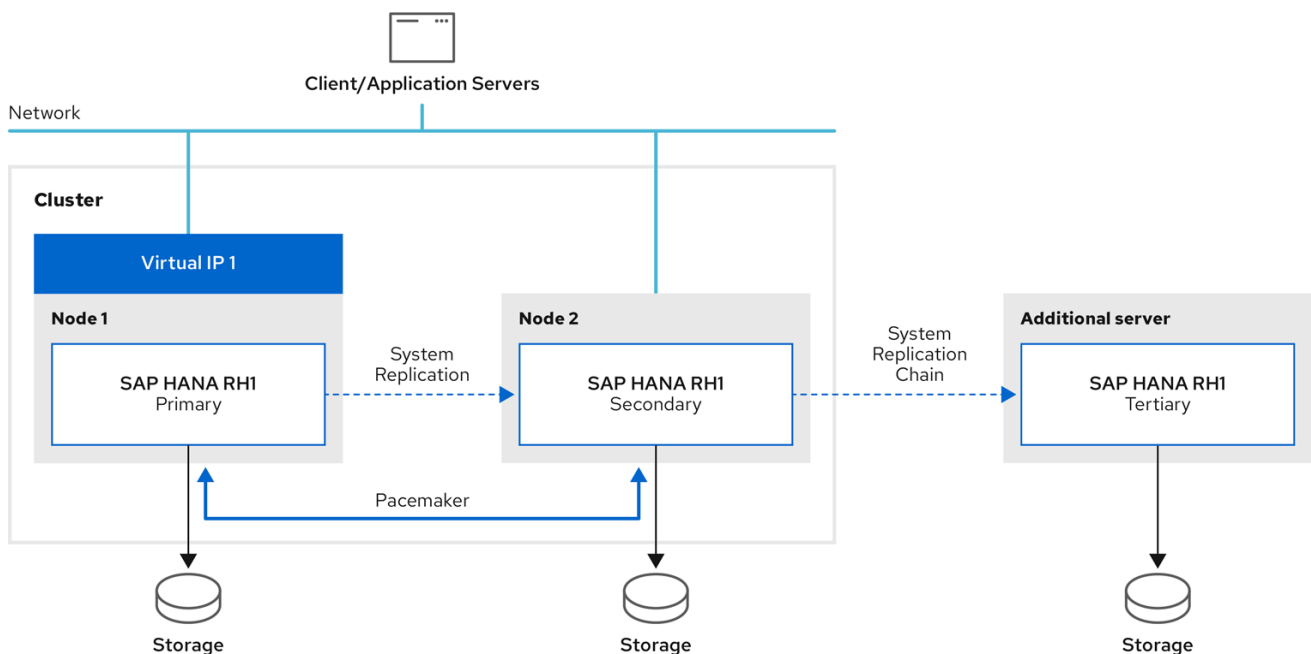 Client/Application Servers
Network
Cluster
Virtual IP 1
Node 1
SAP HANA RH1
Primary
System
Replication
Node 2
SAP HANA RH1
Secondary
System
Replication
Chain
Additional server
SAP HANA RH1
Tertiary
Pacemaker
Storage
Storage
Storage